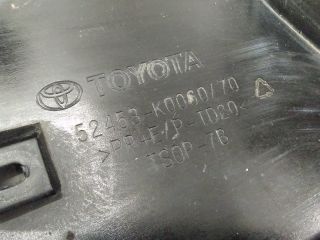 TOYOTA
52453-K0060/70
>PP+E/P-TD20<
TSOP-7B